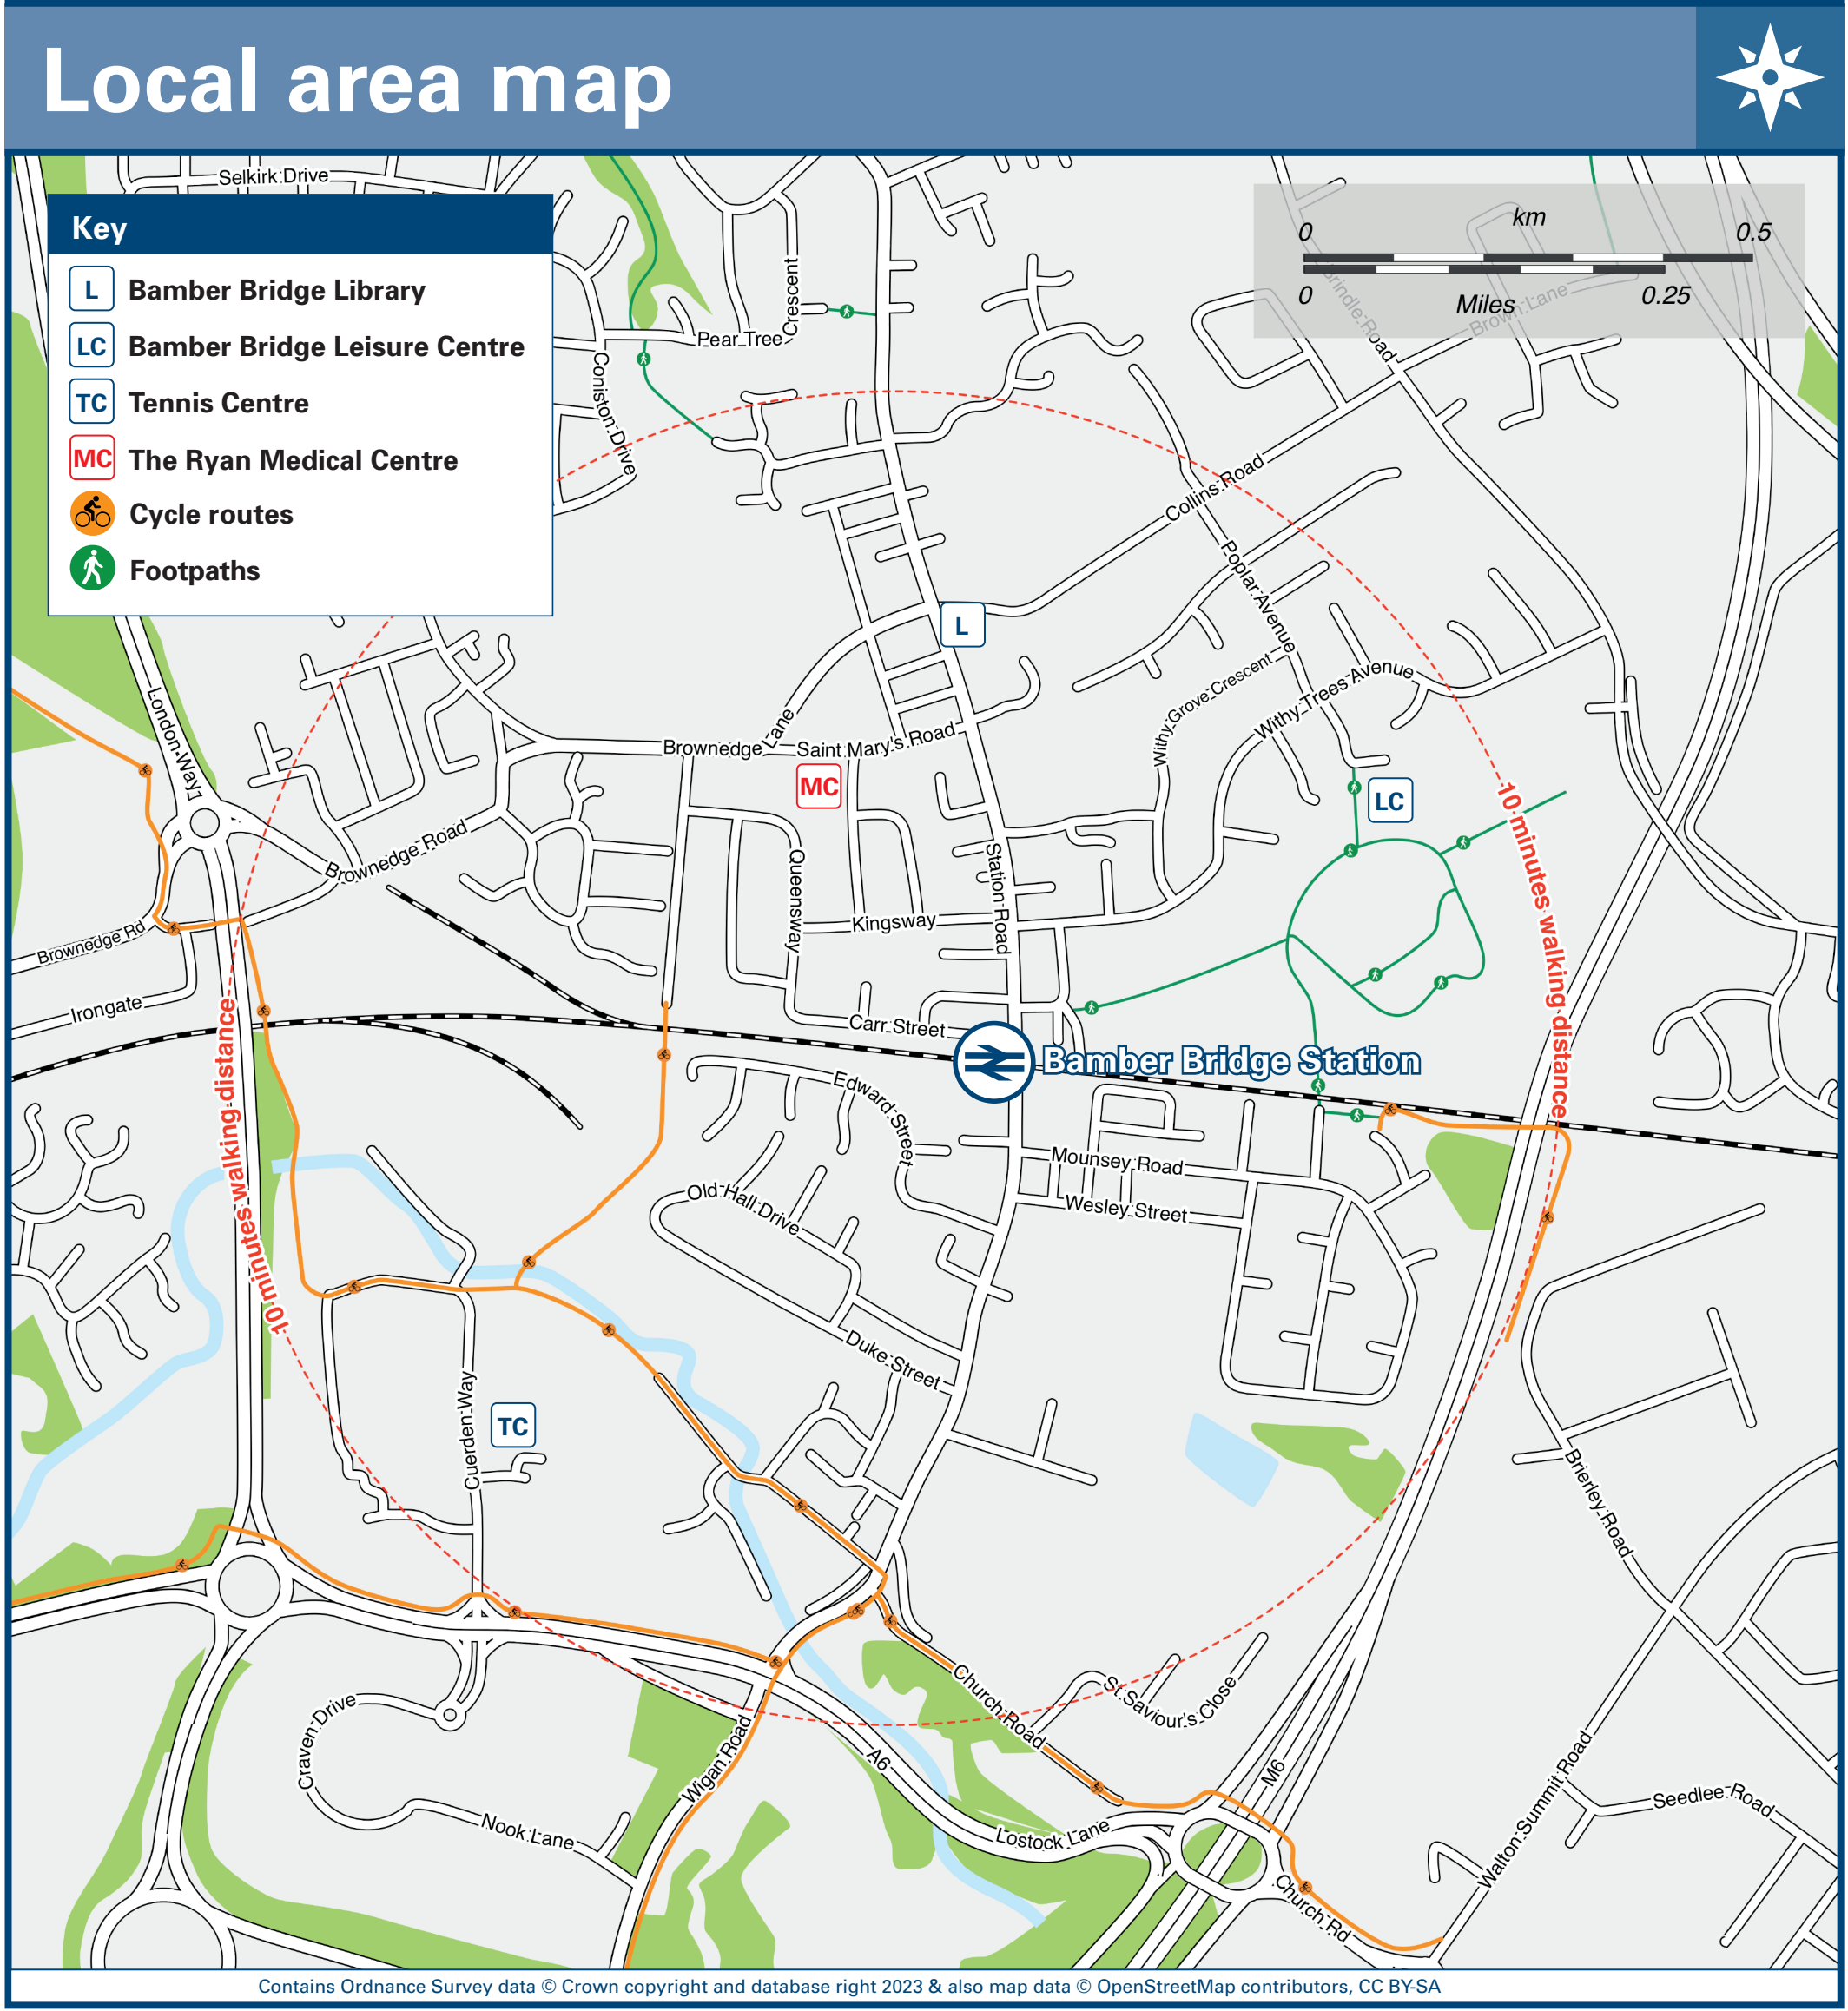 Local area map
Selkirk Drive
Key
L Bamber Bridge Library
LC Bamber Bridge Leisure Centre
TC Tennis Centre
MC The Ryan Medical Centre
Cycle routes
Footpaths
km
0 0.5
0 Miles 0.25
Brindle Road
Brown Lane
Pear Tree
Crescent
Coniston Drive
Collins Road
Poplar Avenue
L
London Way
Withy Grove Crescent
Withy Trees Avenue
Brownedge Lane
Saint Mary's Road
MC
LC
10 minutes walking distance
Brownedge Road
Queensway
Station Road
Kingsway
Brownedge Rd
Irongate
Carr Street
Bamber Bridge Station
10 minutes walking distance
Edward Street
Mounsey Road
Wesley Street
Old Hall Drive
Duke Street
Cuerden Way
TC
Brierley Road
Church Road
St Saviour's Close
Craven Drive
Wigan Road
A6
M6
Nook Lane
Lostock Lane
Walton Summit Road
Seedlee Road
Church Rd
Contains Ordnance Survey data © Crown copyright and database right 2023 & also map data © OpenStreetMap contributors, CC BY-SA